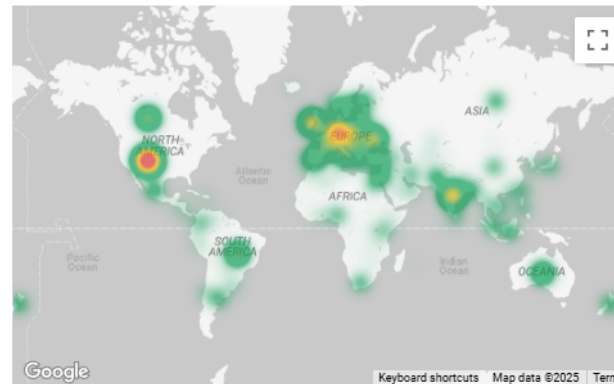 ASIA
NORTH
AMERICA
EUROPE
Atlantic
Ocean
AFRICA
Pacific
Ocean
SOUTH
AMERICA
Indian
Ocean
OCEANIA
Google
Keyboard shortcuts Map data ©2025 Term